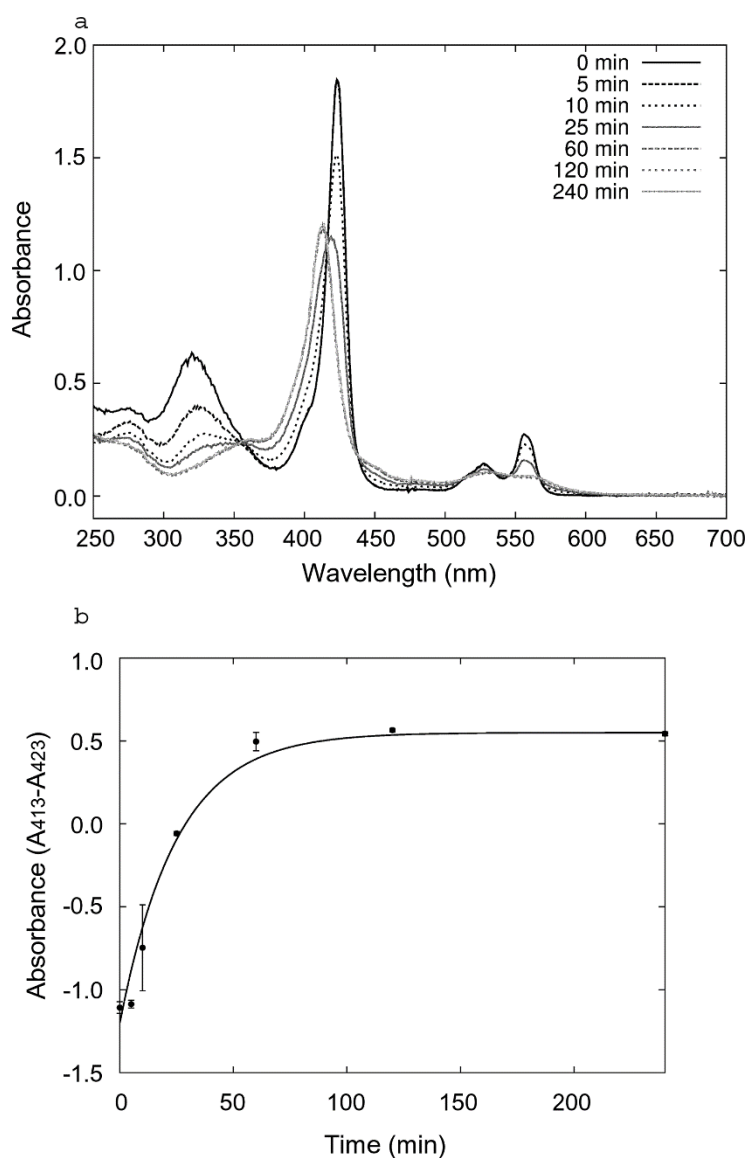 a
2.0
1.5
1.0
0.5
0.0
Absorbance
0 min
5 min
10 min
25 min
60 min
120 min
240 min
250 300 350 400 450 500 550 600 650 700
Wavelength (nm)
b
1.0
0.5
0.0
-0.5
-1.0
-1.5
Absorbance (A413-A423)
0 50 100 150 200
Time (min)